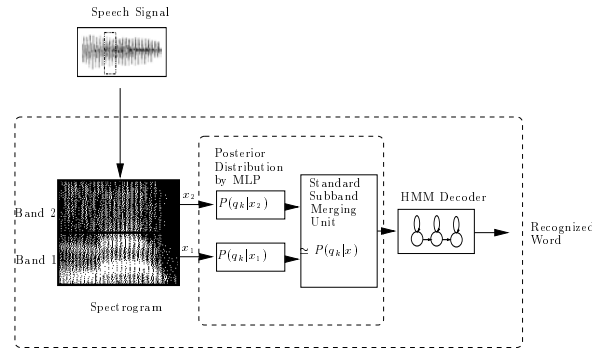 Speech Signal
Posterior
Distribution
by MLP
Standard
Subband
Merging
Unit
HMM Decoder
Band 2
x₂
P(qₖ|x₂)
Band 1
x₁
P(qₖ|x₁)
≃ P(qₖ|x)
Recognized
Word
Spectrogram